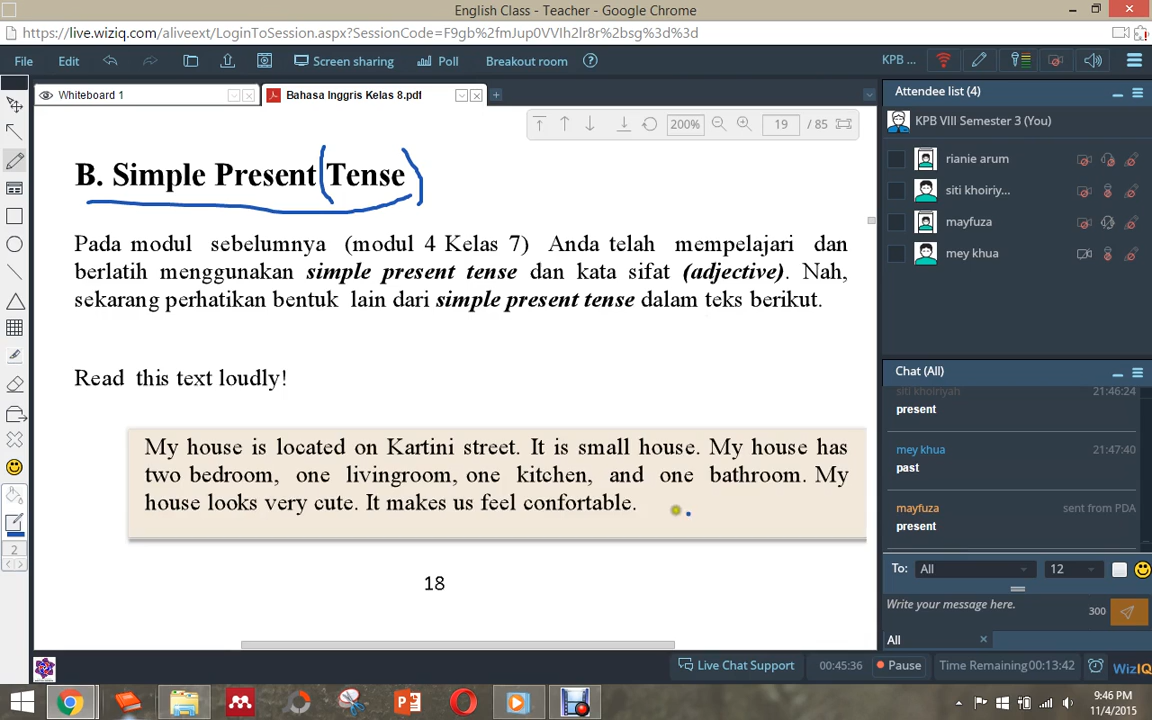 English Class - Teacher - Google Chrome
https://live.wiziq.com/aliveext/LoginToSession.aspx?SessionCode=F9gb%2fmJup0VVIh2lr8r%2bsg%3d%3d
File Edit Screen sharing Poll Breakout room KPB ...
Whiteboard 1 Bahasa Inggris Kelas 8.pdf
200% 19 / 85
B. Simple Present Tense
Pada modul sebelumnya (modul 4 Kelas 7) Anda telah mempelajari dan
berlatih menggunakan simple present tense dan kata sifat (adjective). Nah,
sekarang perhatikan bentuk lain dari simple present tense dalam teks berikut.
Read this text loudly!
My house is located on Kartini street. It is small house. My house has
two bedroom, one livingroom, one kitchen, and one bathroom. My
house looks very cute. It makes us feel confortable.
18
2
Attendee list (4)
KPB VIII Semester 3 (You)
rianie arum
siti khoiriy...
mayfuza
mey khua
Chat (All)
siti khoiriyah 21:46:24
present
mey khua 21:47:40
past
mayfuza sent from PDA
present
To: All 12
Write your message here. 300
All
Live Chat Support 00:45:36 Pause Time Remaining 00:13:42 WizIQ
9:46 PM
11/4/2015